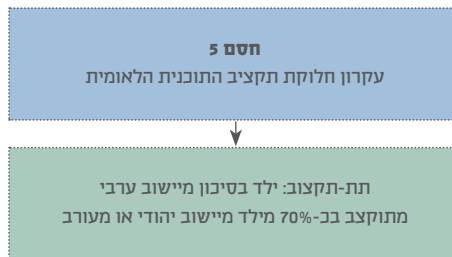 חסם 5
עקרון חלוקת תקציב התוכנית הלאומית
תת-תקצוב: ילד בסיכון מיישוב ערבי
מתוקצב בכ-70% מילד מיישוב יהודי או מעורב